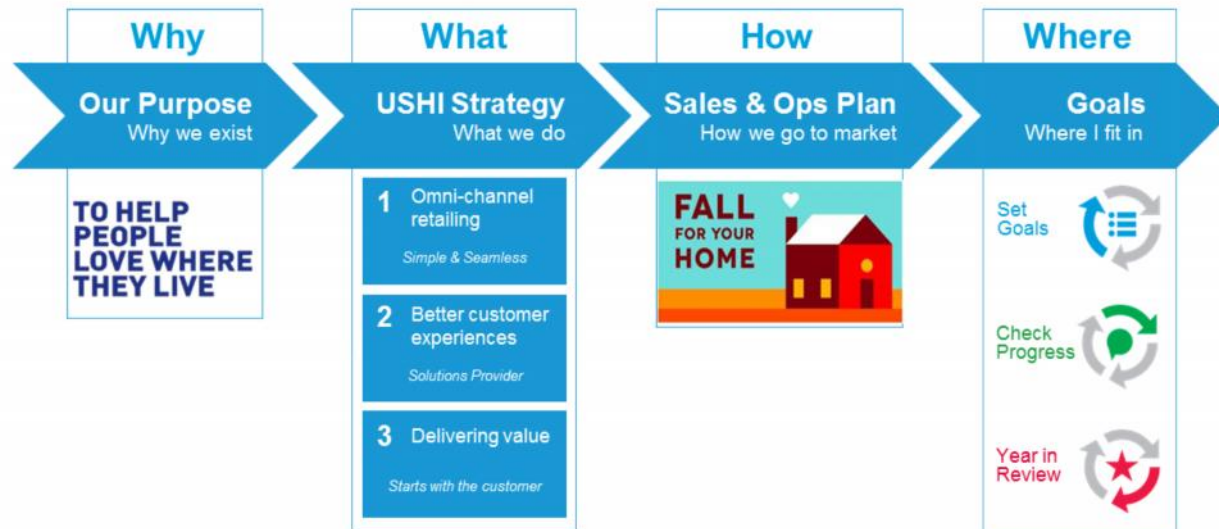 Why
Our Purpose
Why we exist
TO HELP
PEOPLE
LOVE WHERE
THEY LIVE
What
USHI Strategy
What we do
1 Omni-channel
retailing
Simple & Seamless
2 Better customer
experiences
Solutions Provider
3 Delivering value
Starts with the customer
How
Sales & Ops Plan
How we go to market
FALL
FOR YOUR
HOME
Where
Goals
Where I fit in
Set
Goals
Check
Progress
Year in
Review